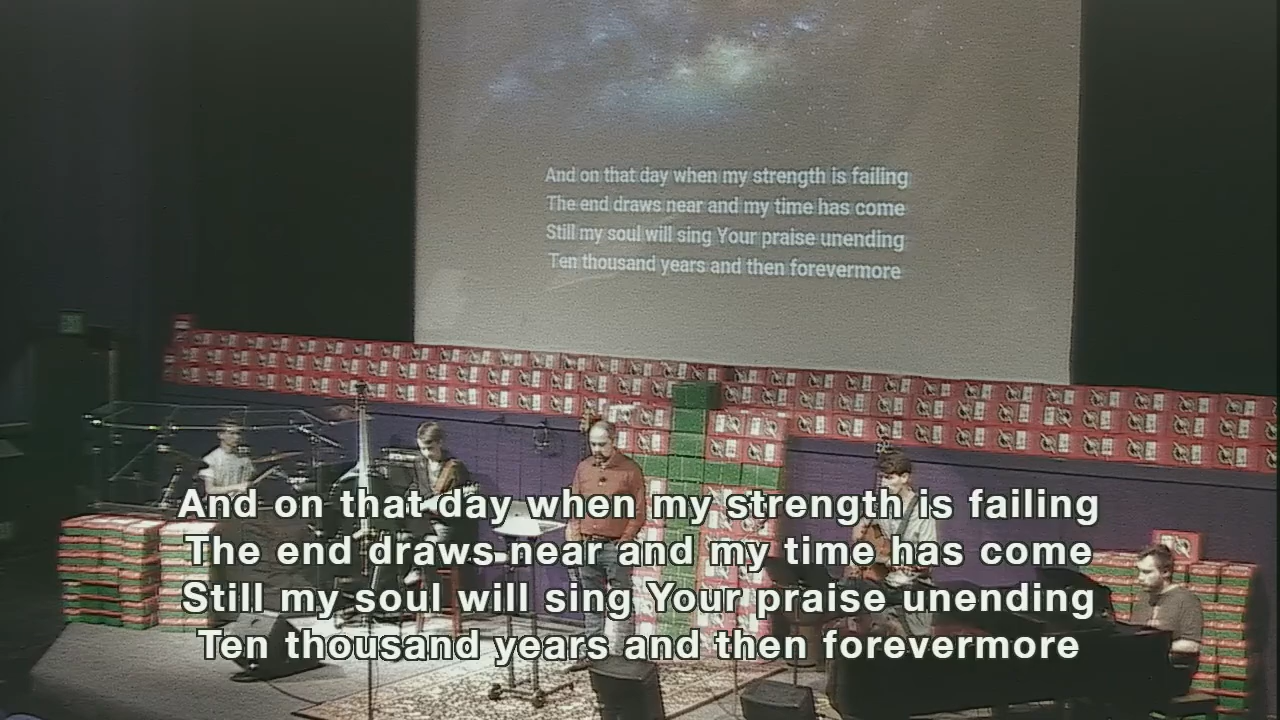 And on that day when my strength is failing
The end draws near and my time has come
Still my soul will sing Your praise unending
Ten thousand years and then forevermore
And on that day when my strength is failing
The end draws near and my time has come
Still my soul will sing Your praise unending
Ten thousand years and then forevermore